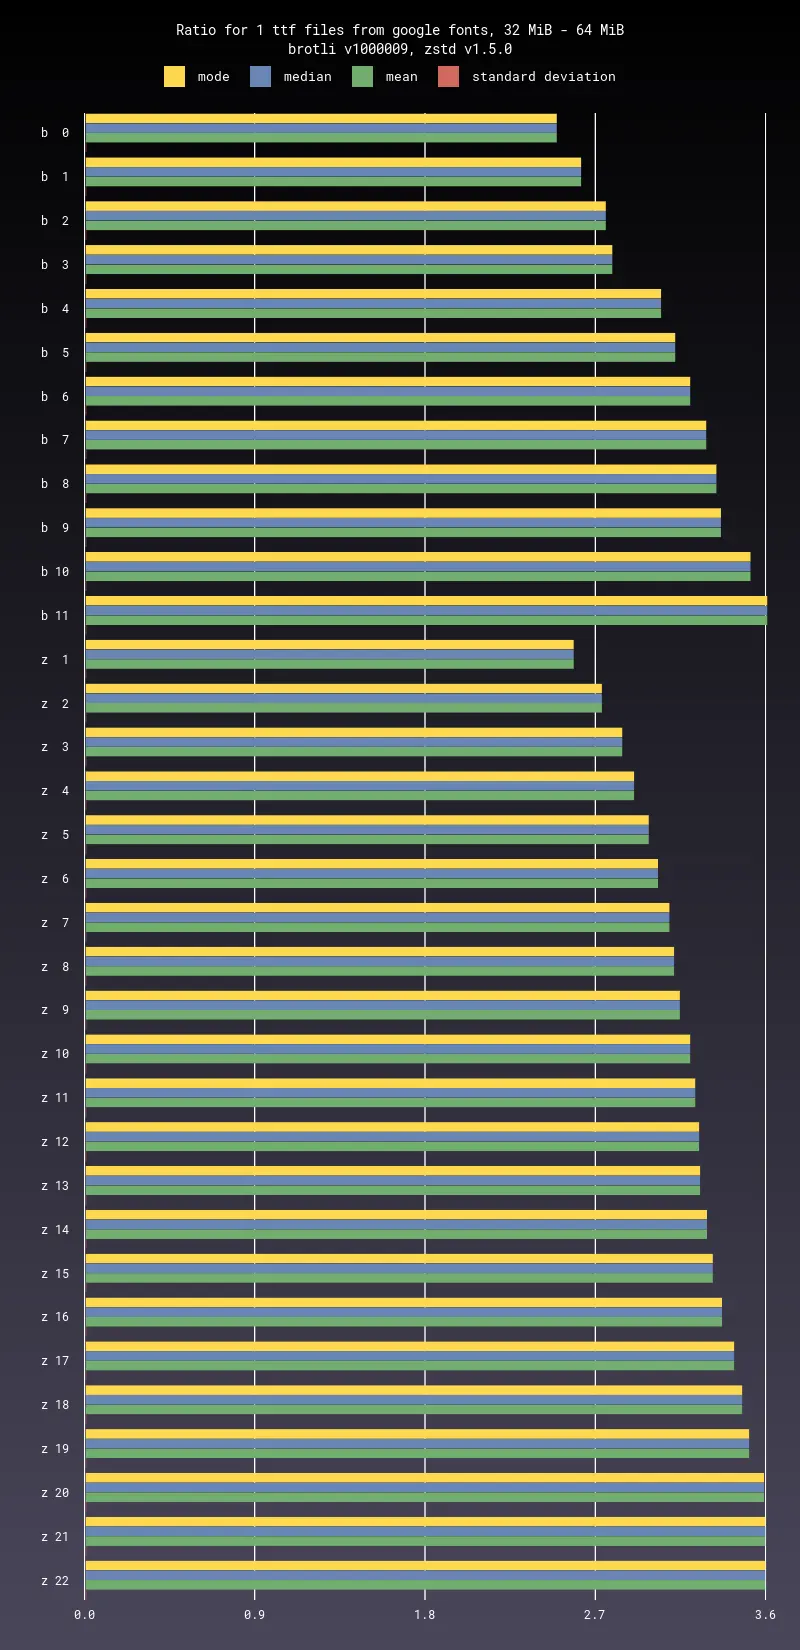 Ratio for 1 ttf files from google fonts, 32 MiB - 64 MiB
brotli v1000009, zstd v1.5.0
mode median mean standard deviation
b 0
b 1
b 2
b 3
b 4
b 5
b 6
b 7
b 8
b 9
b 10
b 11
z 1
z 2
z 3
z 4
z 5
z 6
z 7
z 8
z 9
z 10
z 11
z 12
z 13
z 14
z 15
z 16
z 17
z 18
z 19
z 20
z 21
z 22
0.0 0.9 1.8 2.7 3.6